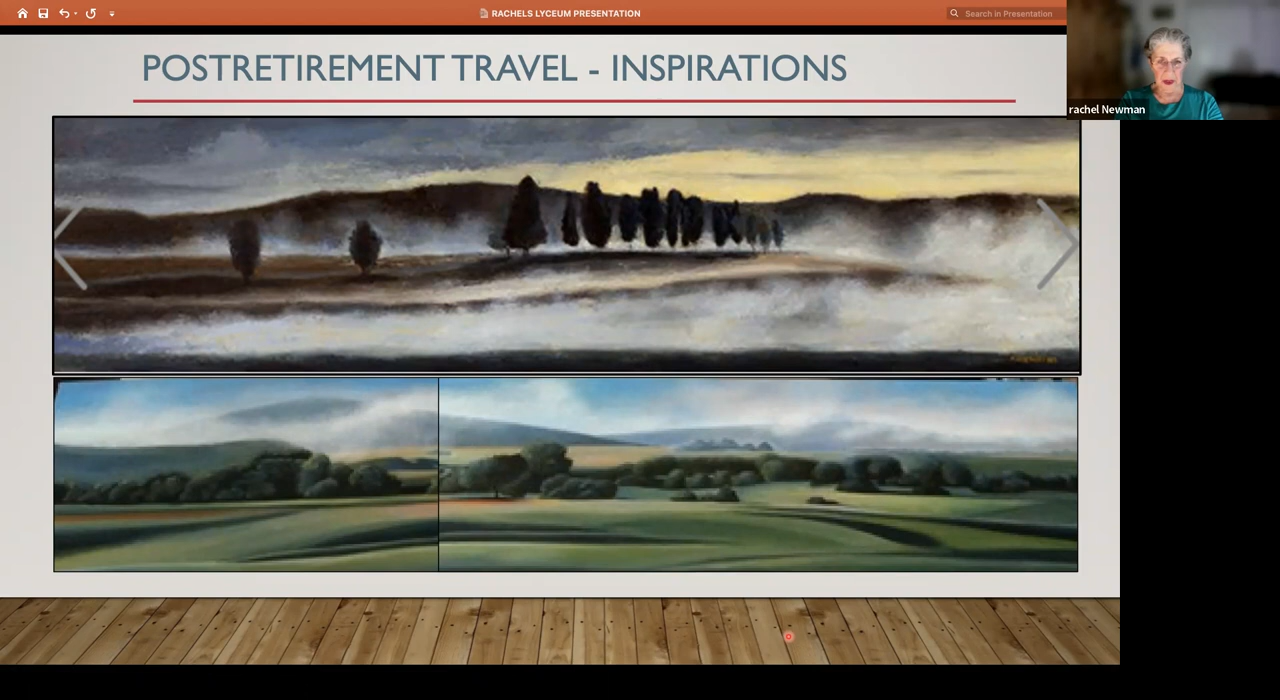 RACHELS LYCEUM PRESENTATION
Search in Presentation
POSTRETIREMENT TRAVEL - INSPIRATIONS
rachel Newman